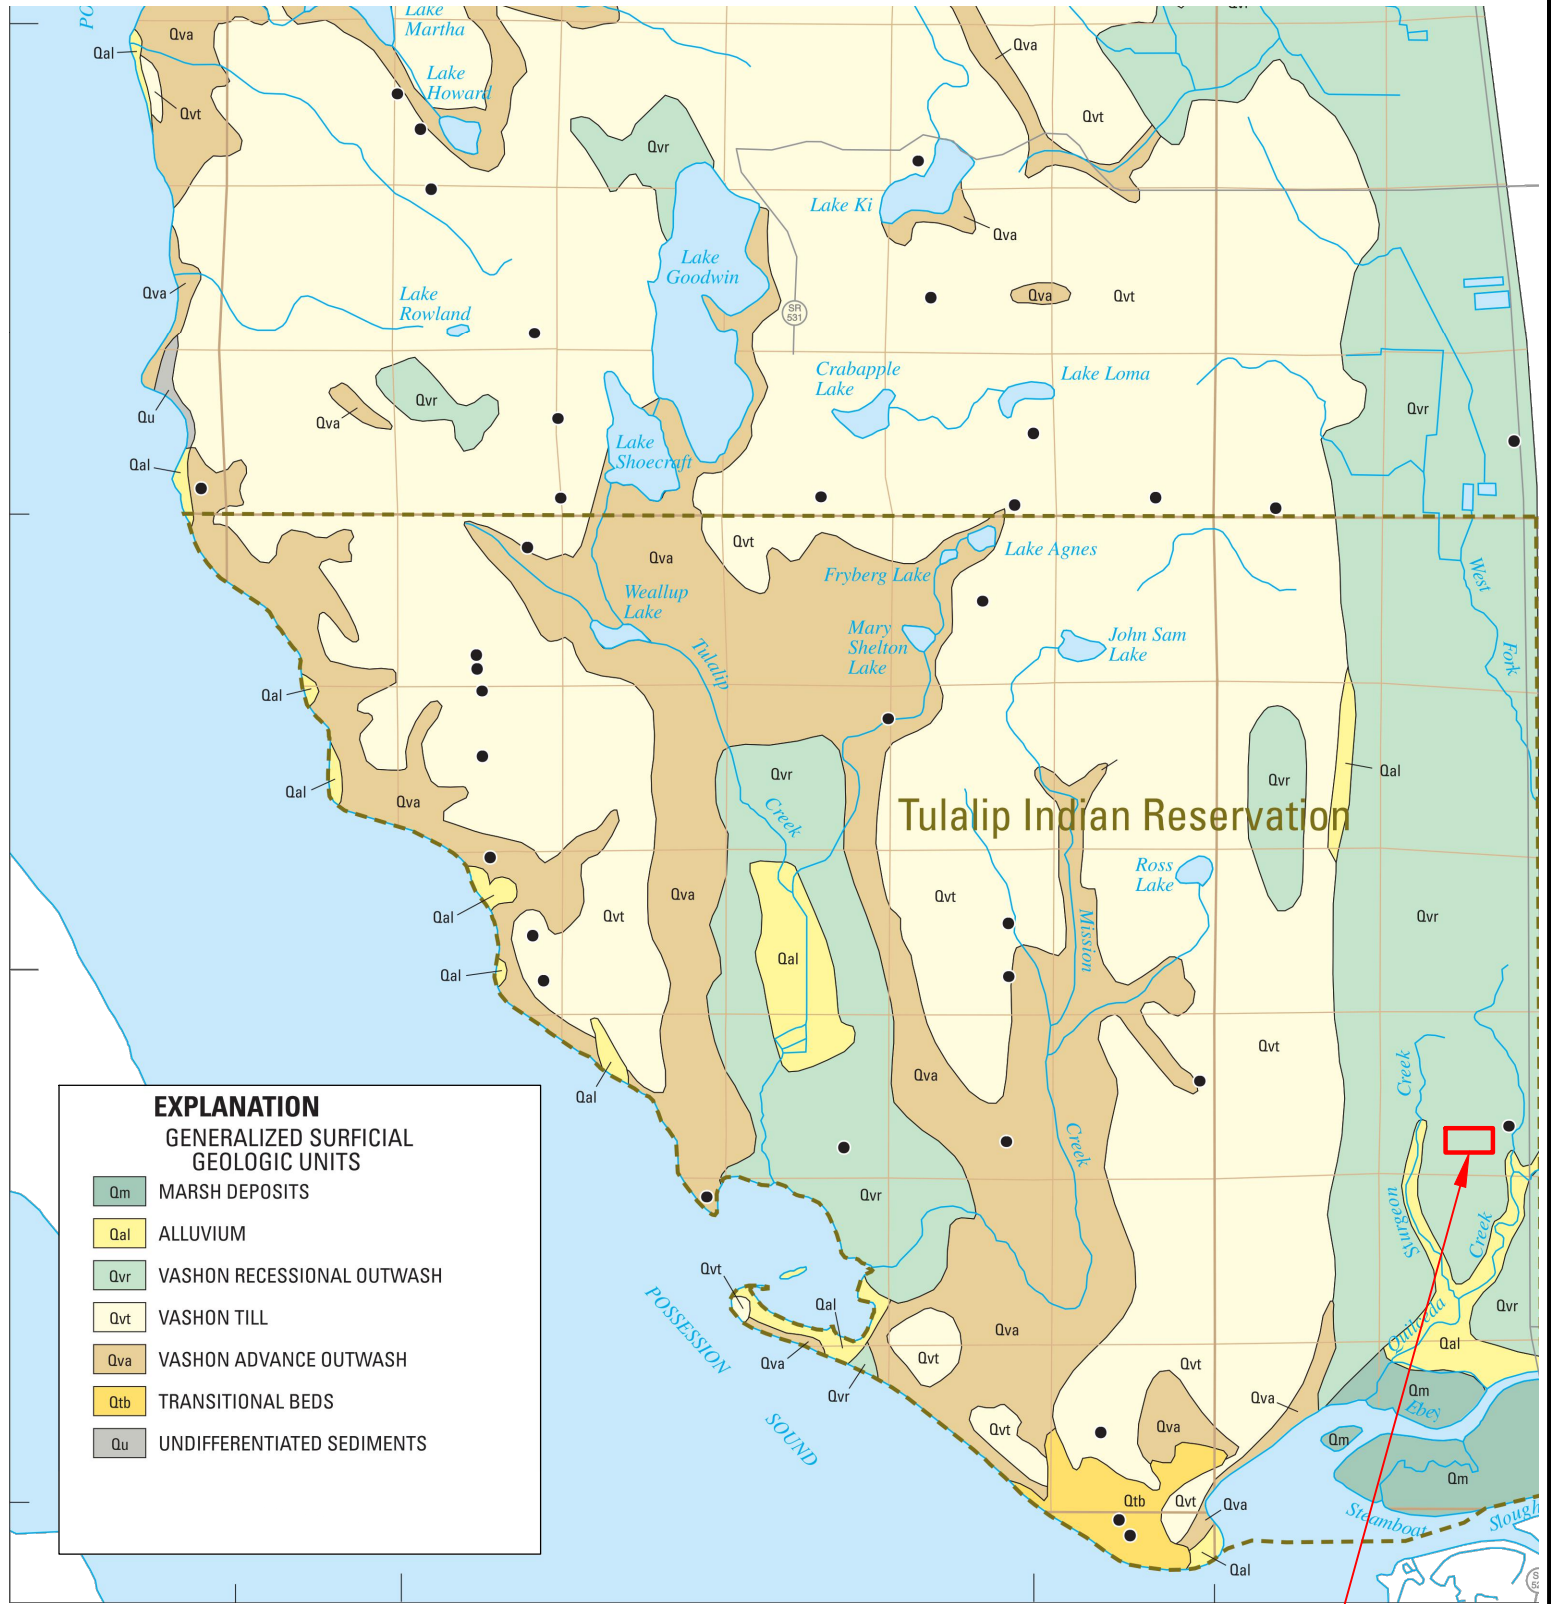 PO
Lake
Martha
Qvr
Qva
Qal
Qva
Lake
Howard
Qvt
Qvt
Qvr
Lake Ki
Qva
Lake
Goodwin
Qva
Lake
Rowland
Qva
Qvt
SR
531
Crabapple
Lake
Lake Loma
Qvr
Qvr
Qu
Qva
Lake
Shoecraft
Qal
Qva
Qvt
Lake Agnes
Fryberg Lake
West
Weallup
Lake
Mary
Shelton
Lake
John Sam
Lake
Tulalip
Fork
Qal
Qvr
Qvr
Qal
Qal
Qva
Creek
Tulalip Indian Reservation
Ross
Lake
Qva
Qvt
Qvt
Qal
Qvr
Mission
Qal
Qal
Qvt
Qva
Creek
Qal
EXPLANATION
GENERALIZED SURFICIAL
GEOLOGIC UNITS
Qm MARSH DEPOSITS
Qal ALLUVIUM
Qvr VASHON RECESSIONAL OUTWASH
Qvt VASHON TILL
Qva VASHON ADVANCE OUTWASH
Qtb TRANSITIONAL BEDS
Qu UNDIFFERENTIATED SEDIMENTS
Creek
Qvr
Sturgeon
Creek
Qvt
POSSESSION
SOUND
Qal
Qva
Qvr
Qva
Qvt
Quilceda
Qvr
Qal
Qvt
Qva
Qm
Ebey
Qvt
Qva
Qm
Qm
Qtb
Qvt
Qva
Steamboat
Slough
Qal